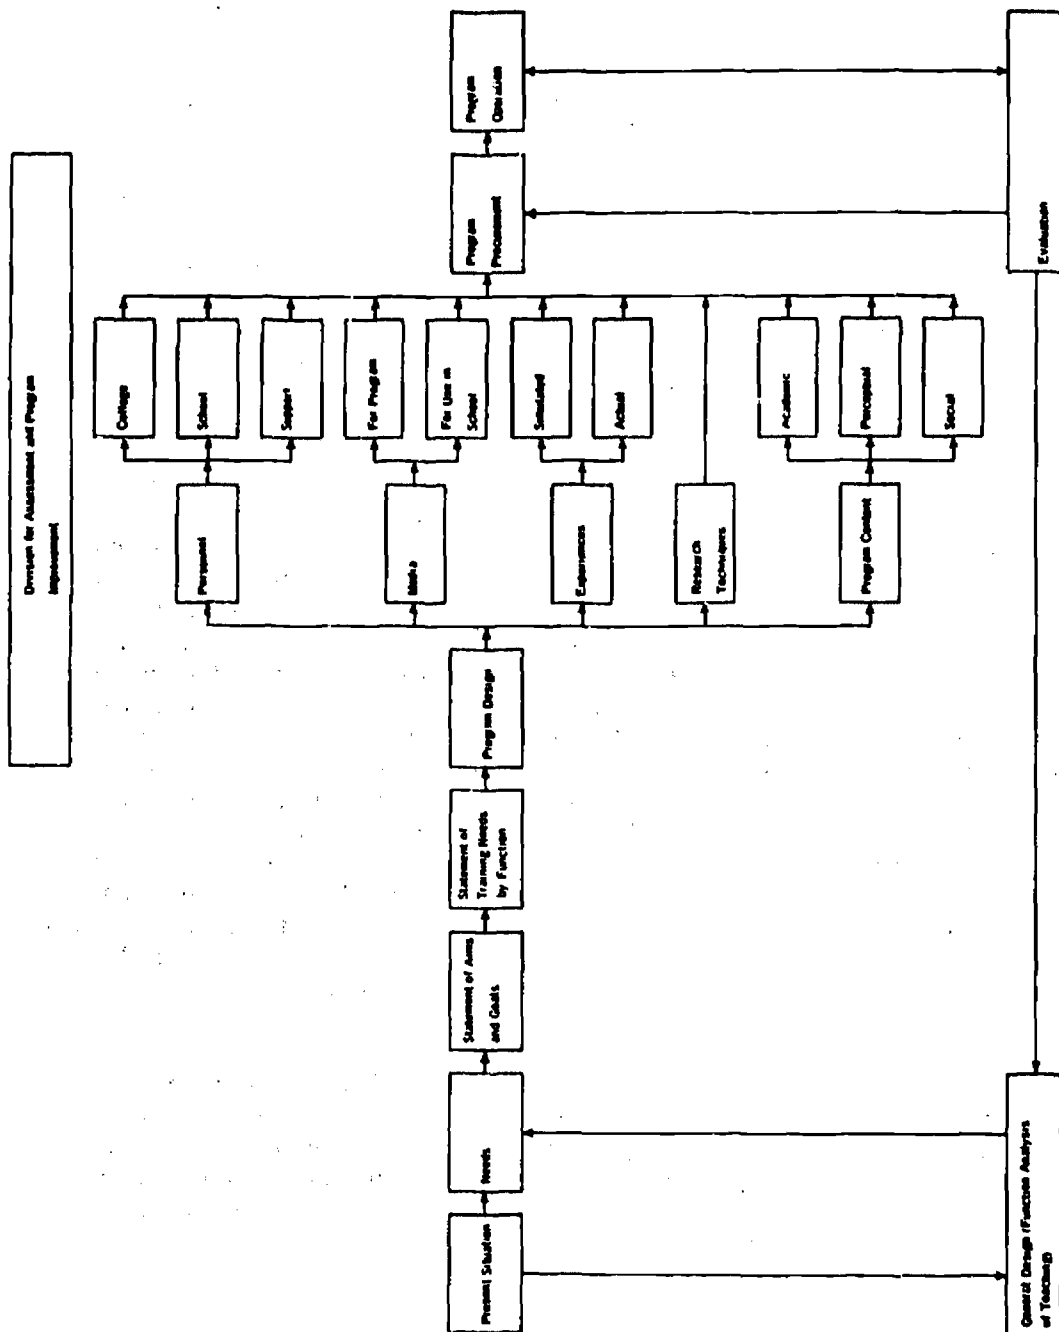 Division for Assessment and Program
Improvement
Present Situation
Needs
Statement of Aims
and Goals
Statement of
Training Needs
by Function
Program Design
Personnel
Media
Experiences
Research
Techniques
Program Content
College
School
Support
For Program
For Use in
School
Simulated
Actual
Academic
Perceptual
Social
Program
Procurement
Program
Operation
General Design (Function Analysis
of Teaching)
Evaluation